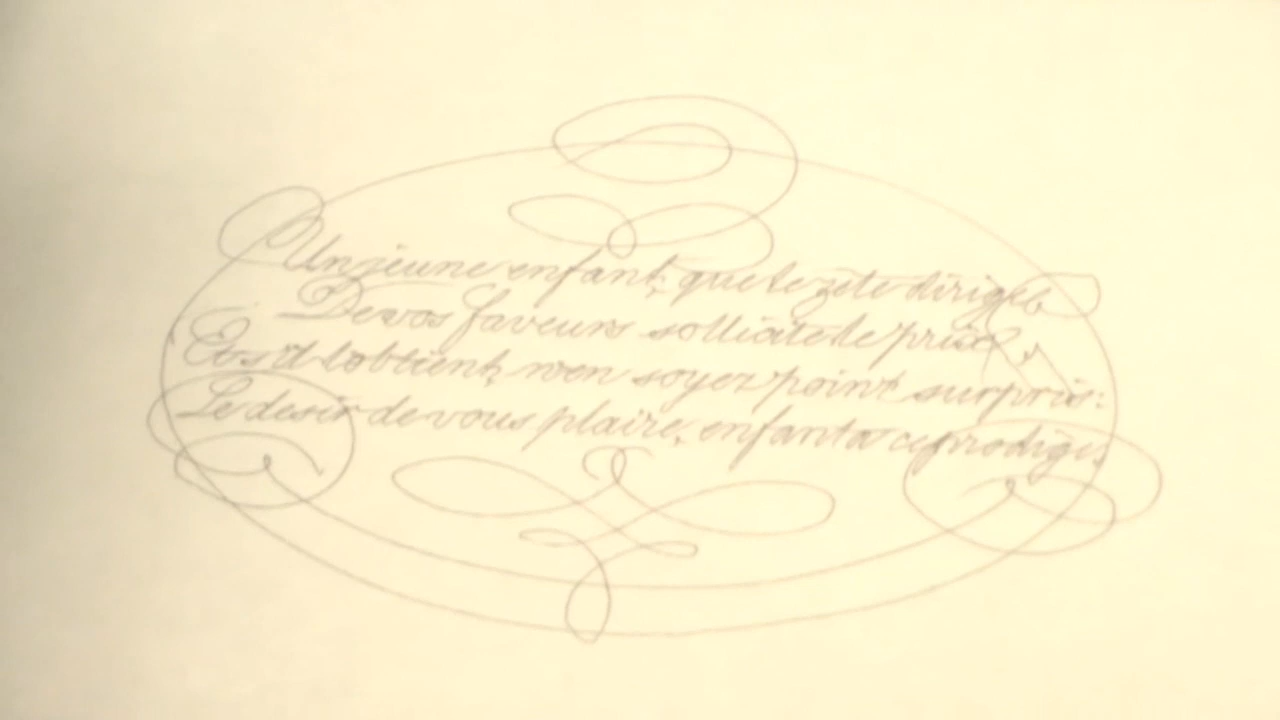 Un jeune enfant, que le zèle dirige,
De vos faveurs sollicite le prix,
Et s'il l'obtient, n'en soyez point surpris:
Le desir de vous plaire, enfanta ce prodige.